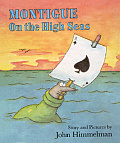 MONTIGUE
On the High Seas
Story and Pictures by
John Himmelman